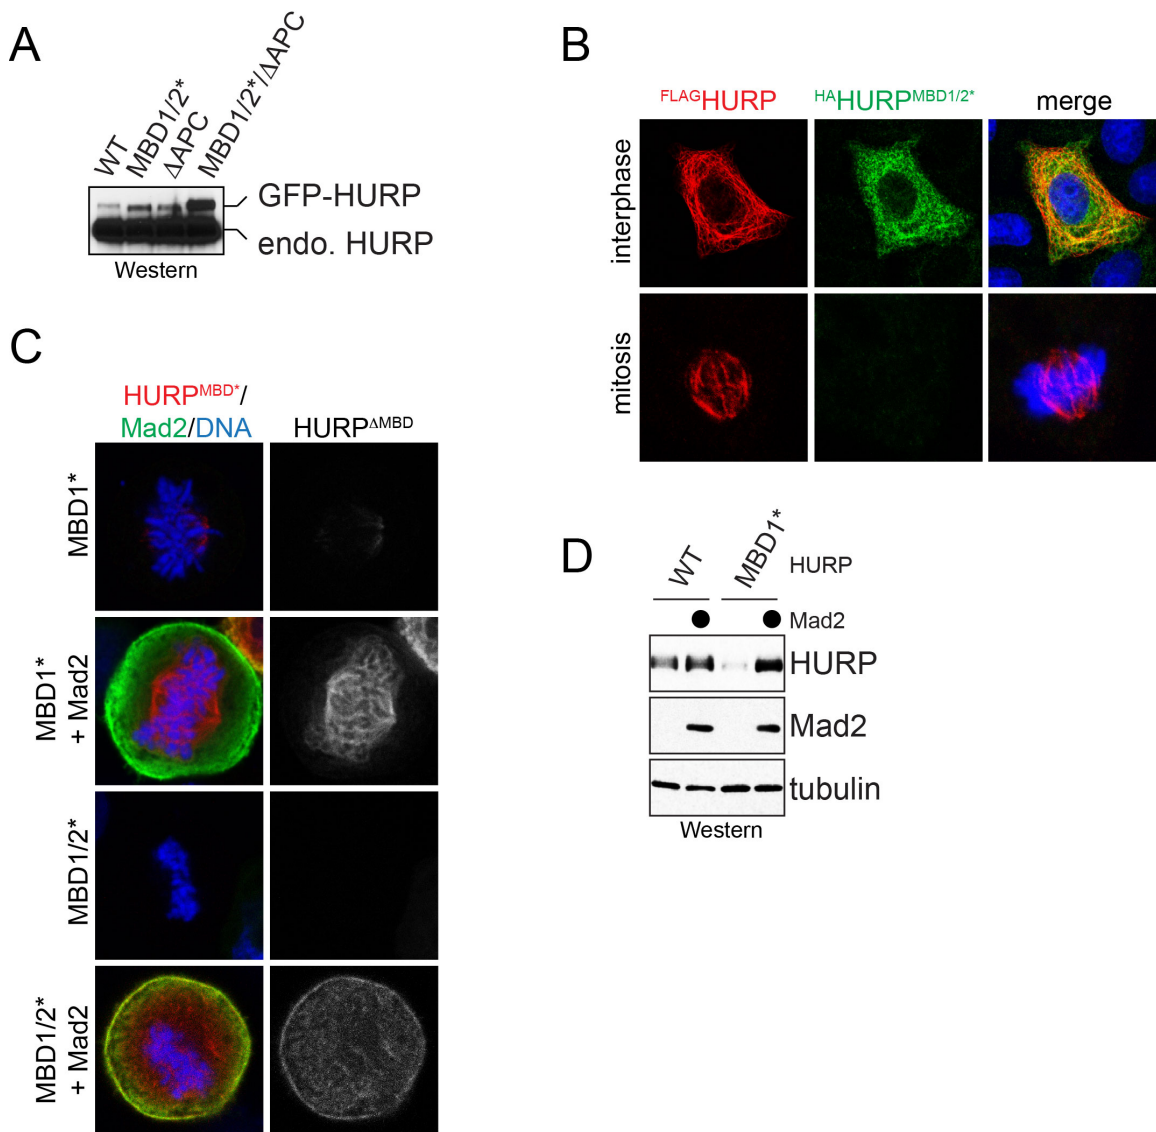 A
WT
MBD1/2*
ΔAPC
MBD1/2*/ΔAPC
GFP-HURP
endo. HURP
Western
B
FLAGHURP
HAHURPMBD1/2*
merge
interphase
mitosis
C
HURPMBD*/
Mad2/DNA
HURPΔMBD
MBD1*
MBD1*
+ Mad2
MBD1/2*
MBD1/2*
+ Mad2
D
WT
MBD1*
HURP
Mad2
HURP
Mad2
tubulin
Western